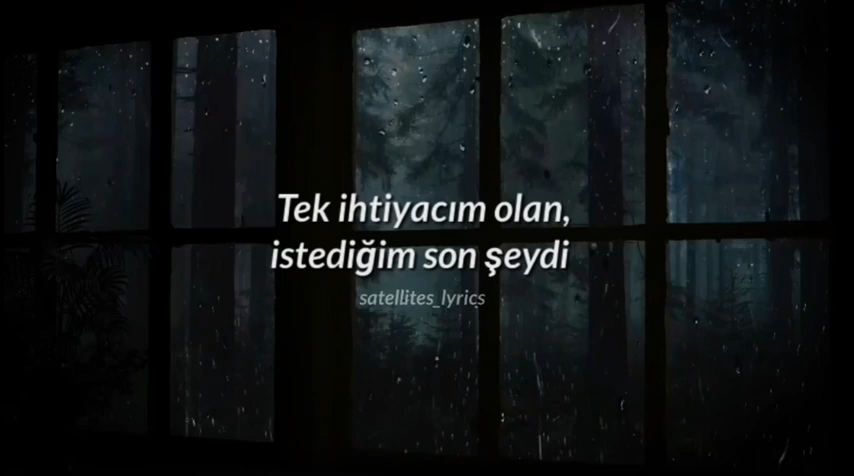 Tek ihtiyacım olan,
istediğim son şeydi
satellites_lyrics